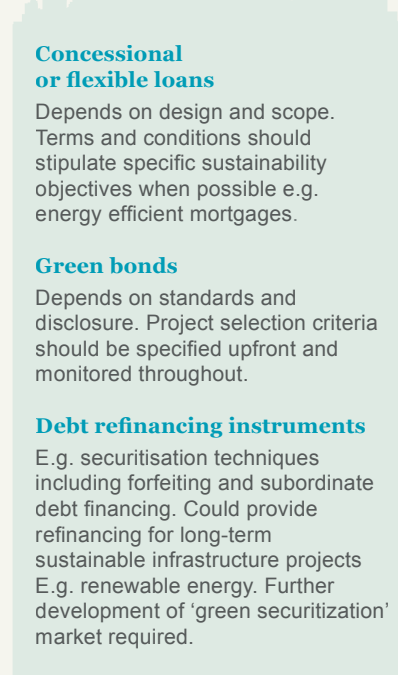 Concessional
or flexible loans
Depends on design and scope.
Terms and conditions should
stipulate specific sustainability
objectives when possible e.g.
energy efficient mortgages.
Green bonds
Depends on standards and
disclosure. Project selection criteria
should be specified upfront and
monitored throughout.
Debt refinancing instruments
E.g. securitisation techniques
including forfeiting and subordinate
debt financing. Could provide
refinancing for long-term
sustainable infrastructure projects
E.g. renewable energy. Further
development of ‘green securitization’
market required.